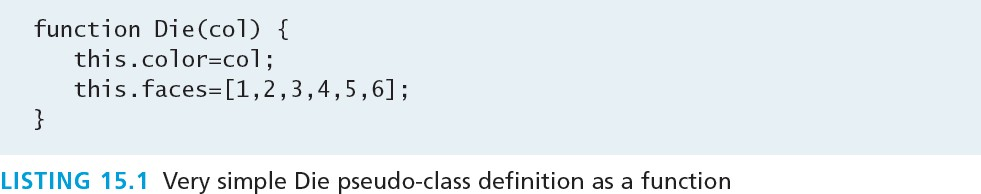 function Die(col) {
   this.color=col;
   this.faces=[1,2,3,4,5,6];
}
LISTING 15.1 Very simple Die pseudo-class definition as a function